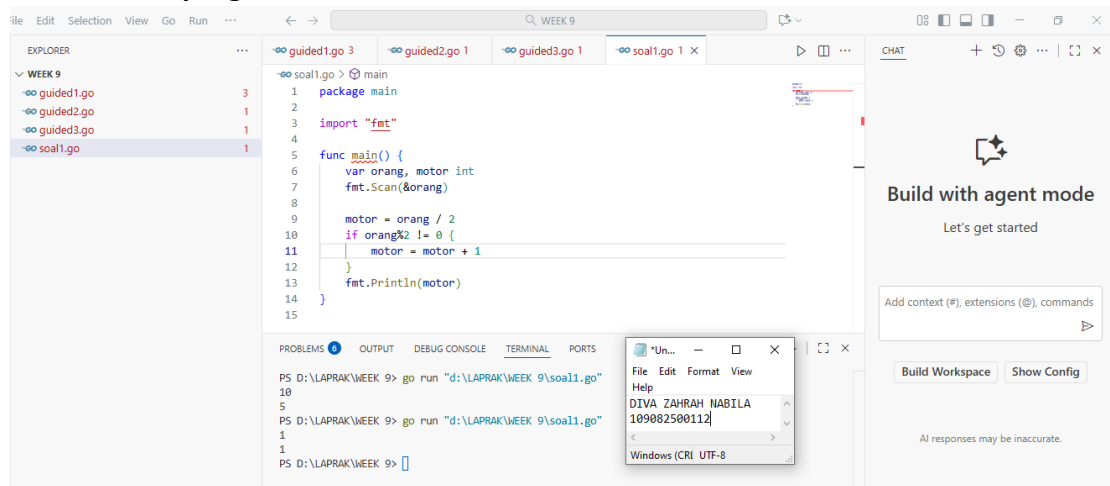 File Edit Selection View Go Run ...
WEEK 9
EXPLORER
WEEK 9
guided1.go 3
guided2.go 1
guided3.go 1
soal1.go 1
guided1.go 3 guided2.go 1 guided3.go 1 soal1.go 1
soal1.go > main
1 package main
2
3 import "fmt"
4
5 func main() {
6 var orang, motor int
7 fmt.Scan(&orang)
8
9 motor = orang / 2
10 if orang%2 != 0 {
11 motor = motor + 1
12 }
13 fmt.Println(motor)
14 }
15
PROBLEMS 6 OUTPUT DEBUG CONSOLE TERMINAL PORTS
PS D:\LAPRAK\WEEK 9> go run "d:\LAPRAK\WEEK 9\soal1.go"
10
5
PS D:\LAPRAK\WEEK 9> go run "d:\LAPRAK\WEEK 9\soal1.go"
1
1
PS D:\LAPRAK\WEEK 9>
*Un...
File Edit Format View
Help
DIVA ZAHRAH NABILA
109082500112
Windows (CRL UTF-8
CHAT
Build with agent mode
Let's get started
Add context (#), extensions (@), commands
Build Workspace Show Config
AI responses may be inaccurate.